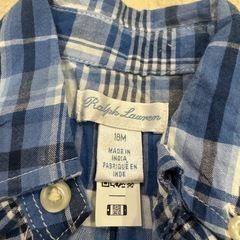 Ralph Lauren
18M
MADE IN
INDIA
FABRIQUÉ EN
INDE